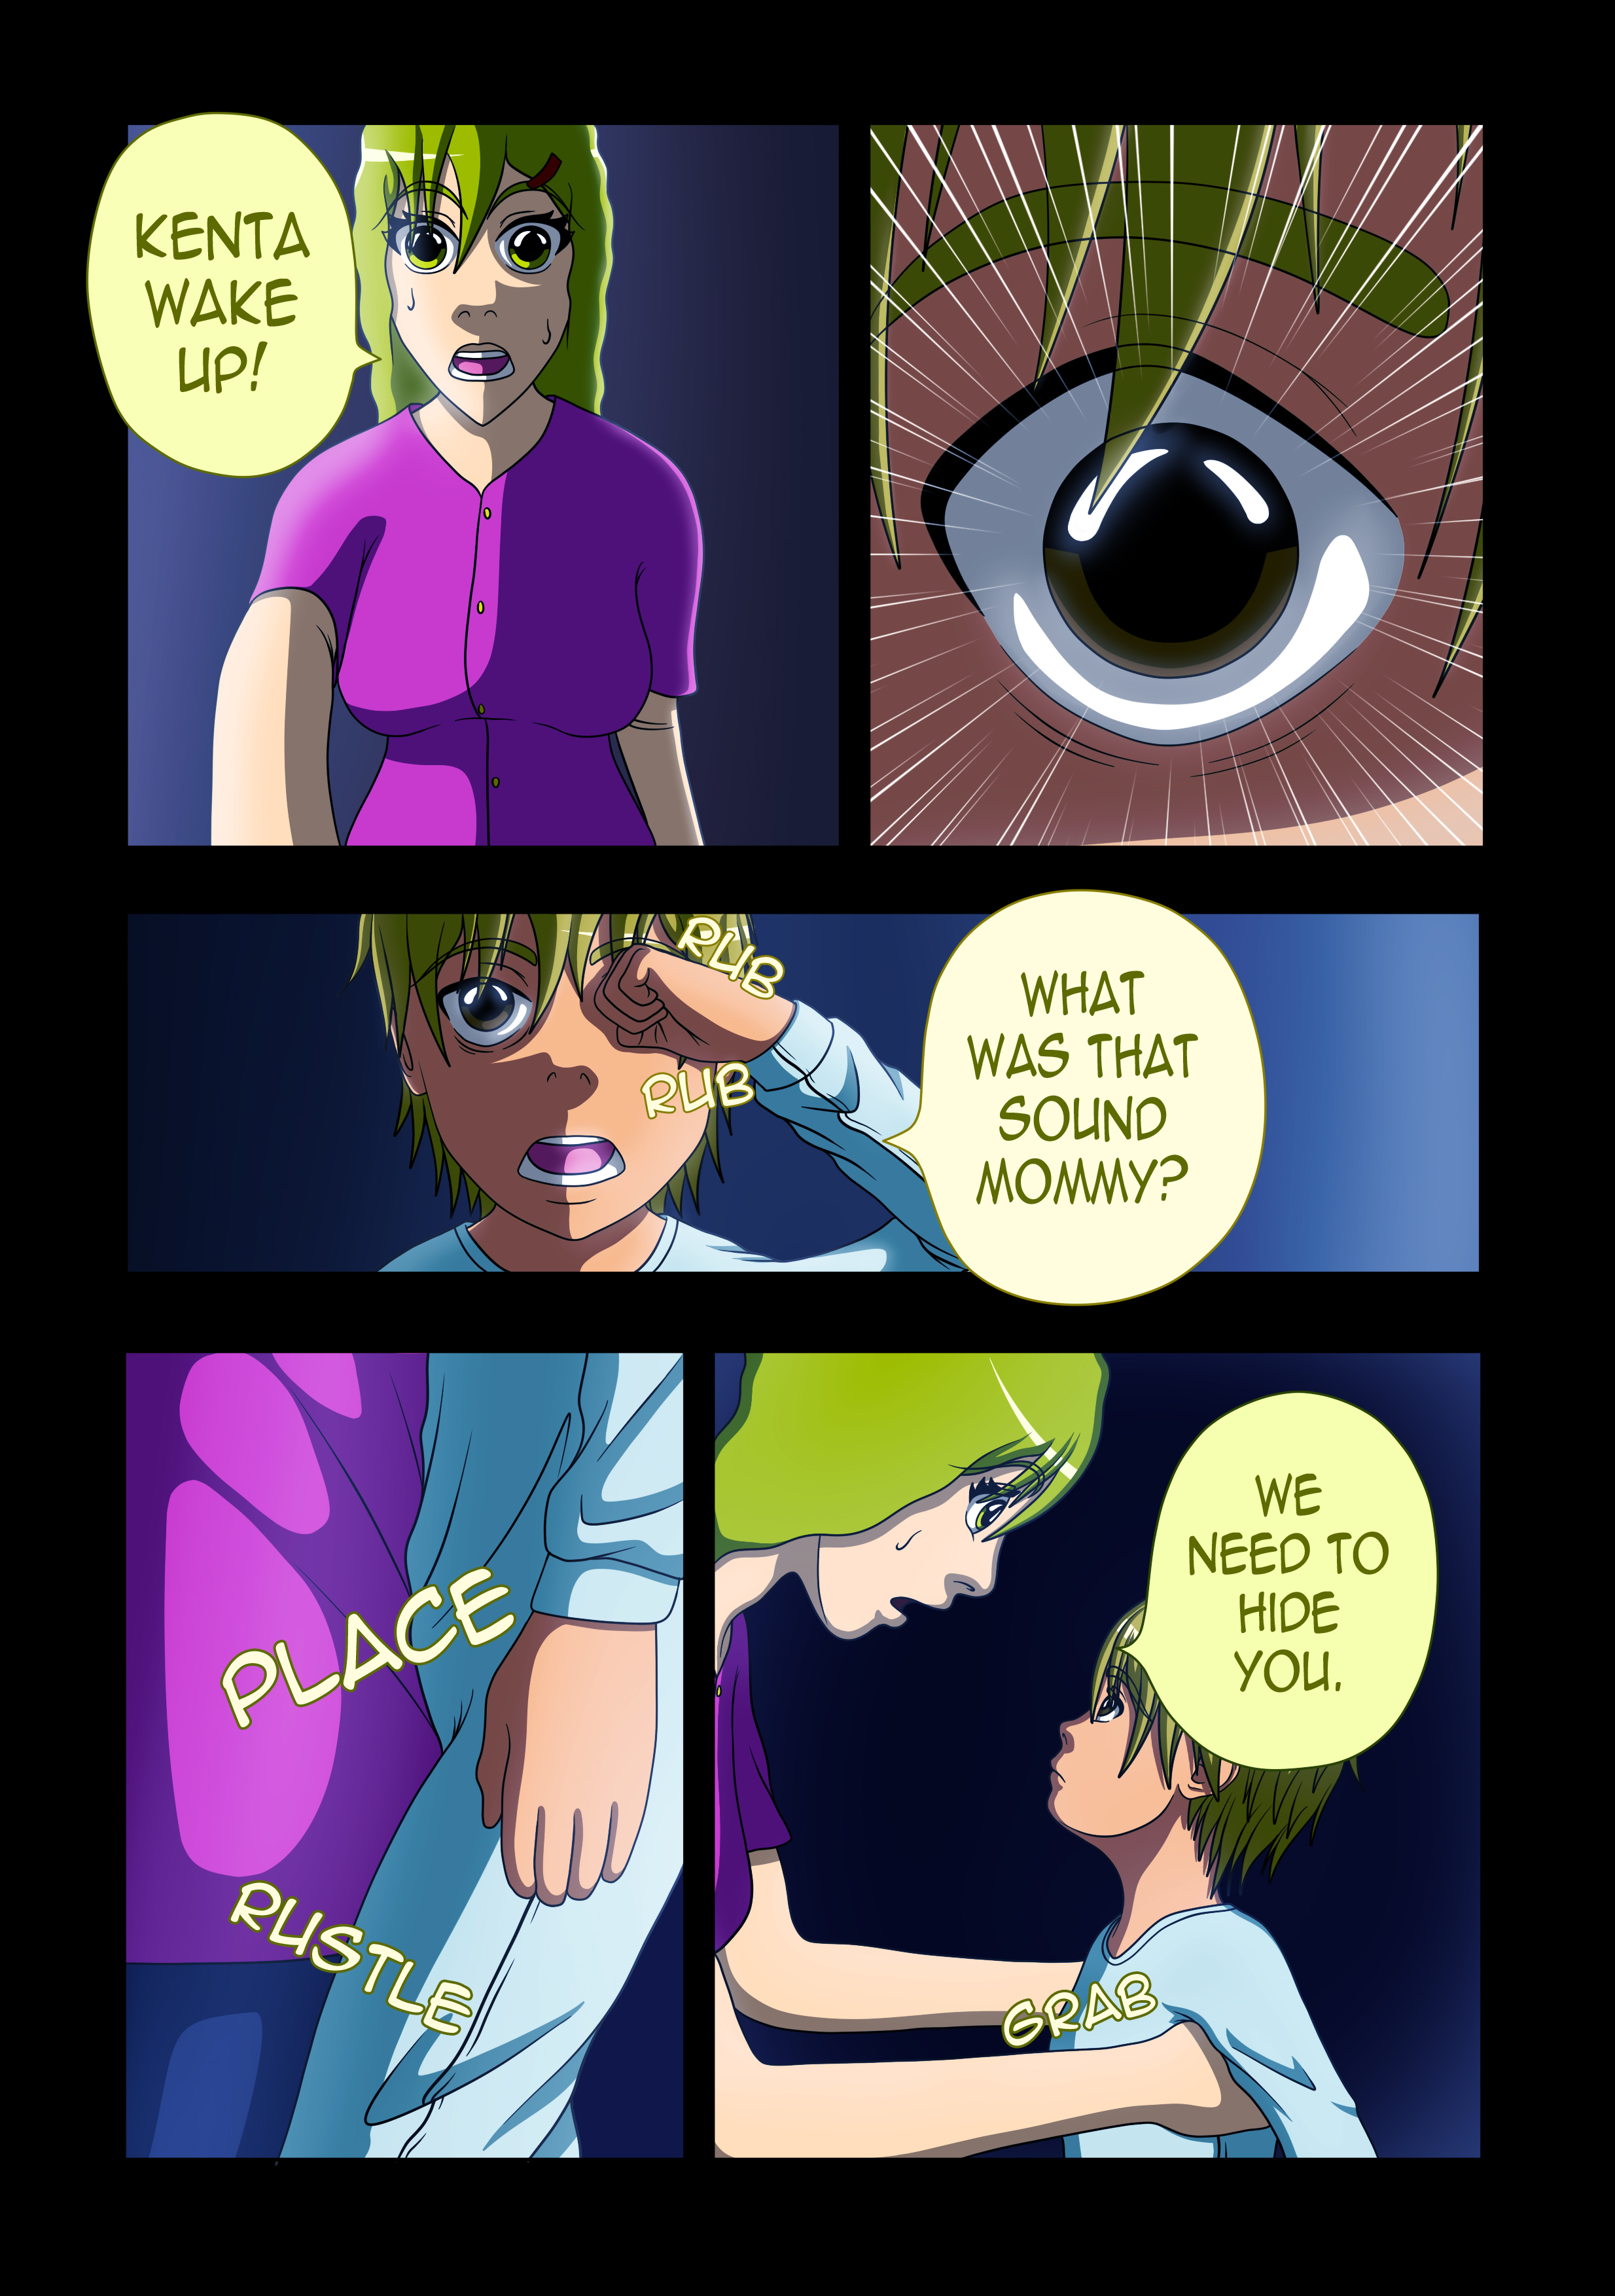 KENTA
WAKE
UP!
RUB
RUB
WHAT
WAS THAT
SOUND
MOMMY?
PLACE
RUSTLE
WE
NEED TO
HIDE
YOU.
GRAB